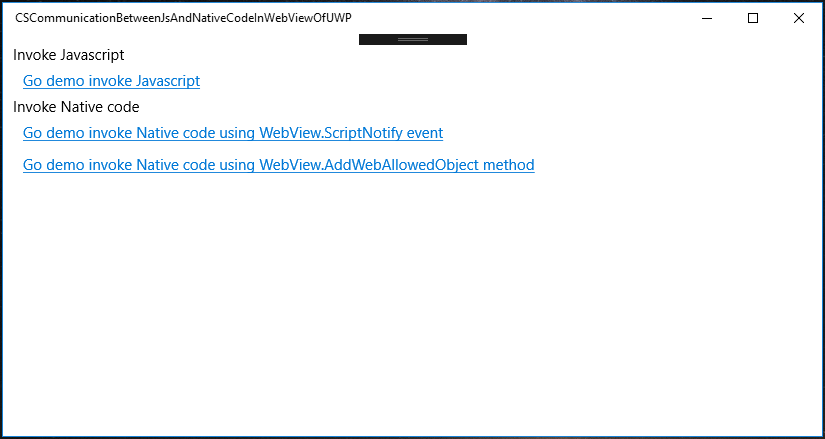 CSCommunicationBetweenJsAndNativeCodeInWebViewOfUWP
Invoke Javascript
Go demo invoke Javascript
Invoke Native code
Go demo invoke Native code using WebView.ScriptNotify event
Go demo invoke Native code using WebView.AddWebAllowedObject method